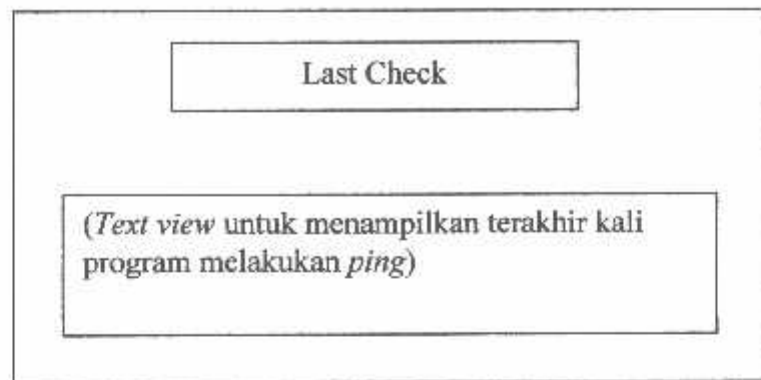 Last Check
(Text view untuk menampilkan terakhir kali
program melakukan ping)